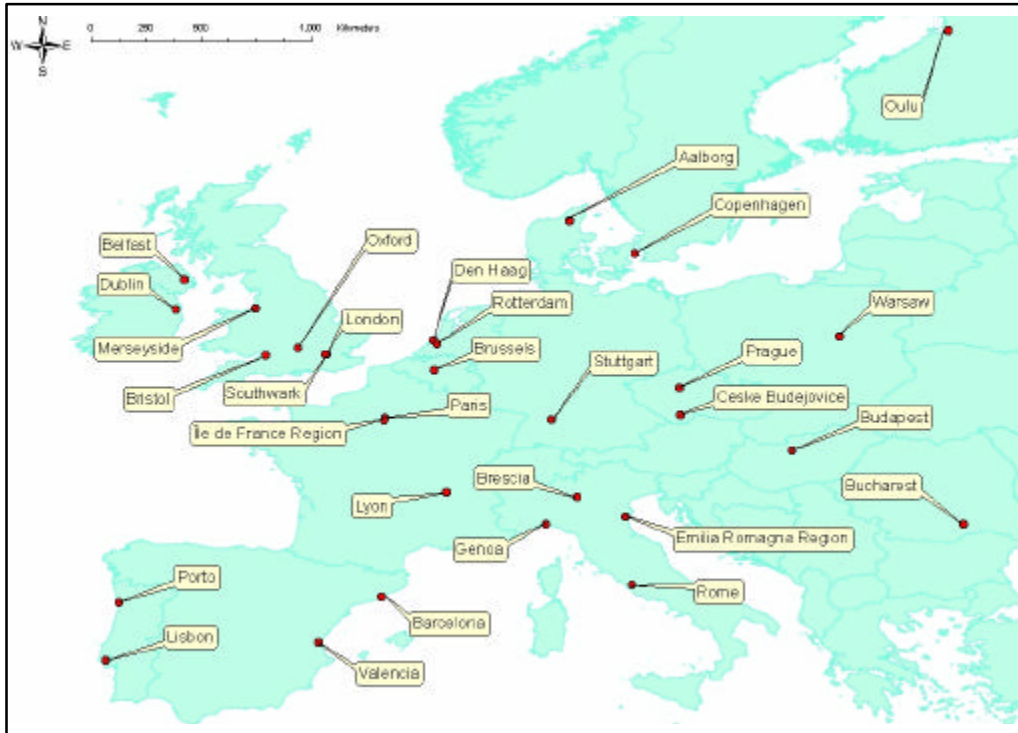 N
W E
S
0 250 500 1,000 Kilometers
Oulu
Aalborg
Copenhagen
Oxford
Belfast
Den Haag
Dublin
Rotterdam
Warsaw
London
Merseyside
Brussels
Stuttgart
Prague
Bristol
Southwark
Ceske Budejovice
Paris
Budapest
Île de France Region
Brescia
Bucharest
Lyon
Emilia Romagna Region
Genoa
Porto
Rome
Barcelona
Lisbon
Valencia